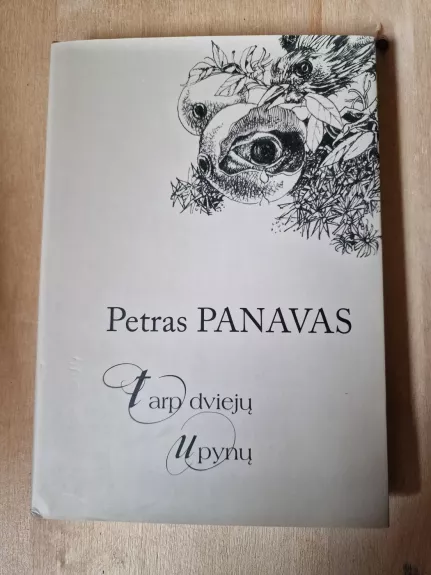 Petras PANAVAS
tarp dviejų
Upynų